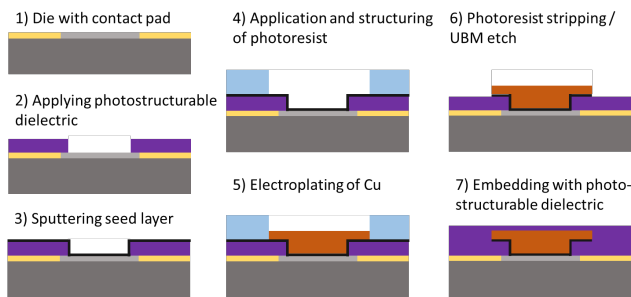 1) Die with contact pad
2) Applying photostructurable
dielectric
3) Sputtering seed layer
4) Application and structuring
of photoresist
5) Electroplating of Cu
6) Photoresist stripping /
UBM etch
7) Embedding with photo-
structurable dielectric